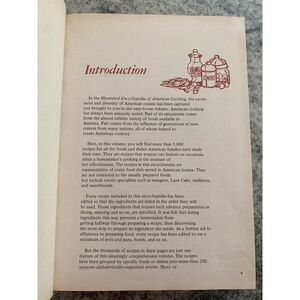 Introduction
In the Illustrated Encyclopedia of American Cooking the excite-
ment and diversity of American cuisine has been captured
and brought to you in one easy-to-use volume. American cooking
has always been uniquely varied. Part of its uniqueness comes
from the almost infinite variety of foods available in
America. Part comes from the influence of generations of new-
comers from many nations, all of whom helped to
create American cookery.
Here, in this volume, you will find more than 5,000
recipes for all the foods and dishes American families have made
their own. They are recipes that women can feature on occasions
when a homemaker's cooking is the measure of
her effectiveness. The recipes in this encyclopedia are
representative of every food dish served in American homes. They
are not restricted to the usually prepared foods
but include exotic specialties such as mangoes, Lane Cake, medicines,
and sweetbreads.
Every recipe included in this encyclopedia has been
edited so that the ingredients are listed in the order they will
be used. Those ingredients that require such advance preparation as
dicing, mincing and so on, are specified. It was felt that listing
ingredients this way prevents a homemaker from
getting halfway through preparing a recipe, then discovering
she must stop to prepare an ingredient she needs. As a further aid to
efficiency in preparing food, every recipe has been edited to use a
minimum of pots and pans, bowls, and so on.
But the thousands of recipes in these pages are just one
feature of this amazingly comprehensive volume. The recipes
have been grouped by specific foods or dishes into more than 200
separate alphabetically-organized entries. Many of